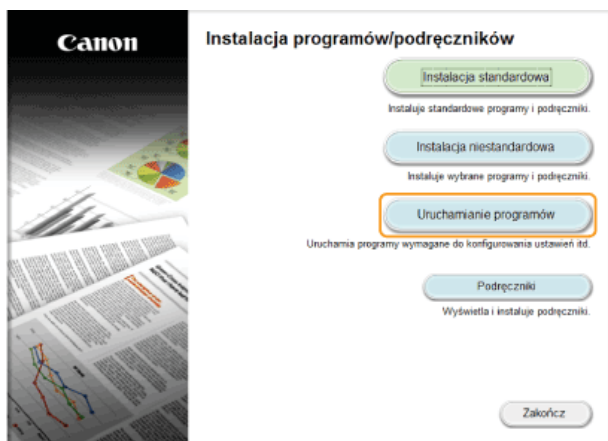 Canon
Instalacja programów/podręczników
Instalacja standardowa
Instaluje standardowe programy i podręczniki.
Instalacja niestandardowa
Instaluje wybrane programy i podręczniki.
Uruchamianie programów
Uruchamia programy wymagane do konfigurowania ustawień itd.
Podręczniki
Wyświetla i instaluje podręczniki.
Zakończ